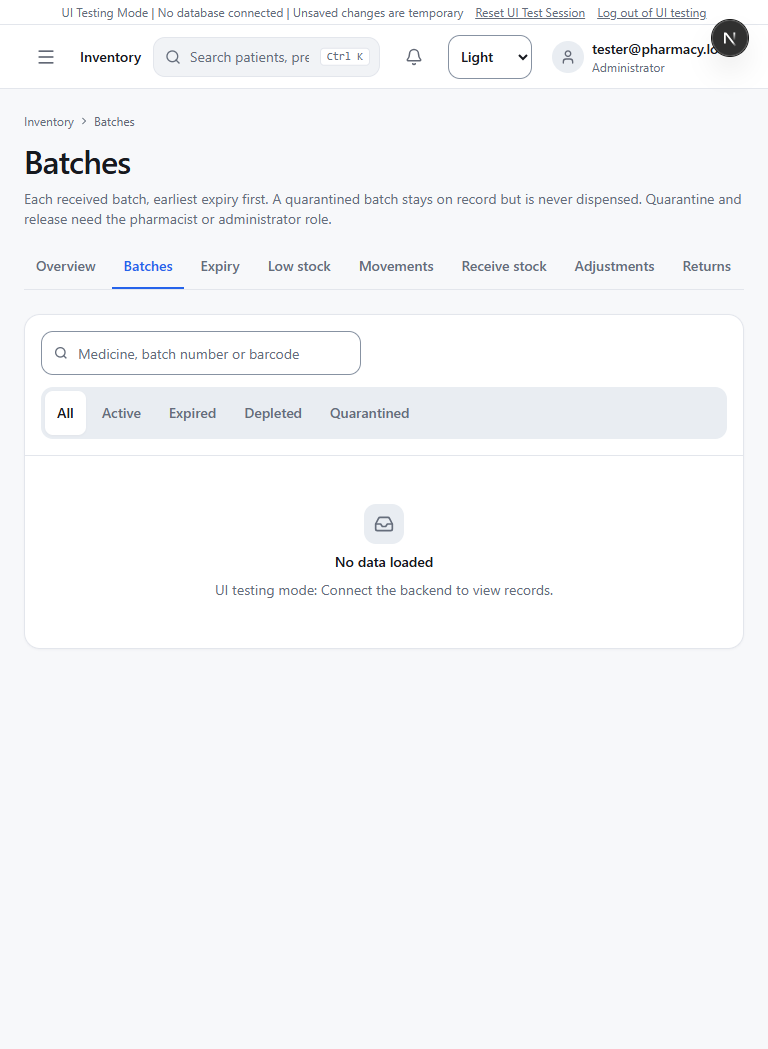 UI Testing Mode | No database connected | Unsaved changes are temporary Reset UI Test Session Log out of UI testing
Inventory Search patients, pre Ctrl K Light tester@pharmacy.lo N
Administrator
Inventory > Batches
Batches
Each received batch, earliest expiry first. A quarantined batch stays on record but is never dispensed. Quarantine and
release need the pharmacist or administrator role.
Overview Batches Expiry Low stock Movements Receive stock Adjustments Returns
Medicine, batch number or barcode
All Active Expired Depleted Quarantined
No data loaded
UI testing mode: Connect the backend to view records.